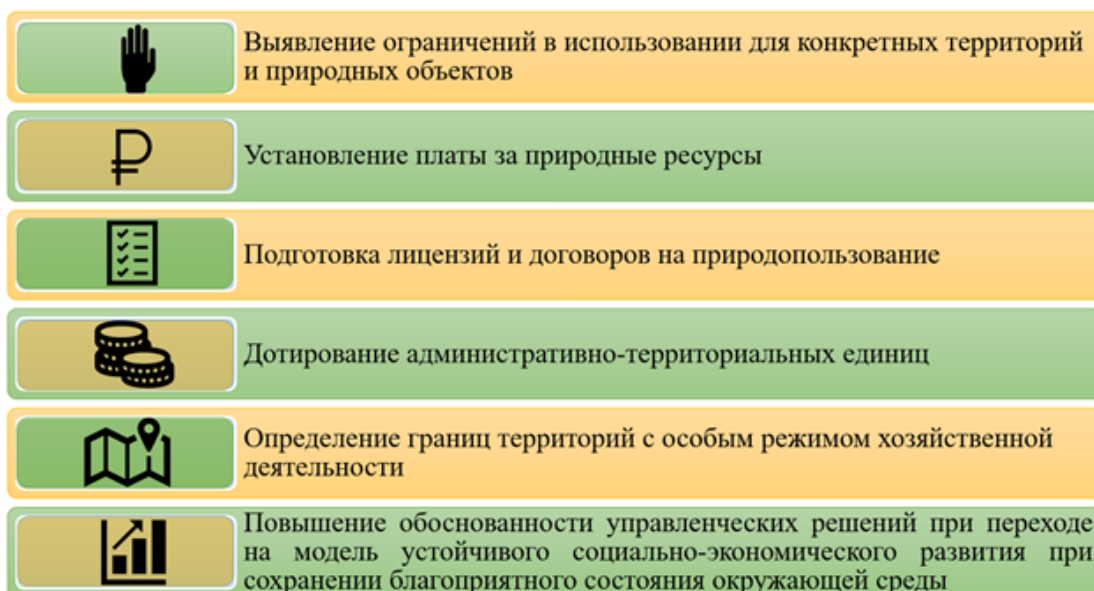 Выявление ограничений в использовании для конкретных территорий
и природных объектов
Установление платы за природные ресурсы
Подготовка лицензий и договоров на природопользование
Дотирование административно-территориальных единиц
Определение границ территорий с особым режимом хозяйственной
деятельности
Повышение обоснованности управленческих решений при переходе
на модель устойчивого социально-экономического развития при
сохранении благоприятного состояния окружающей среды